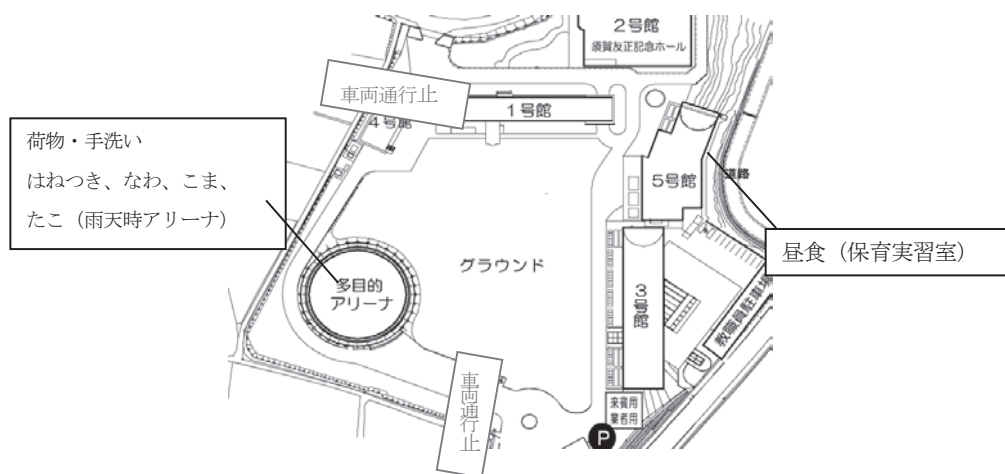 2号館
須賀友正記念ホール
車両通行止
1号館
4号館
荷物・手洗い
はねつき、なわ、こま、
たこ（雨天時アリーナ）
5号館
道路
昼食（保育実習室）
グラウンド
多目的
アリーナ
3号館
教職員駐車場
車両通行止
来賓用
業者用
P